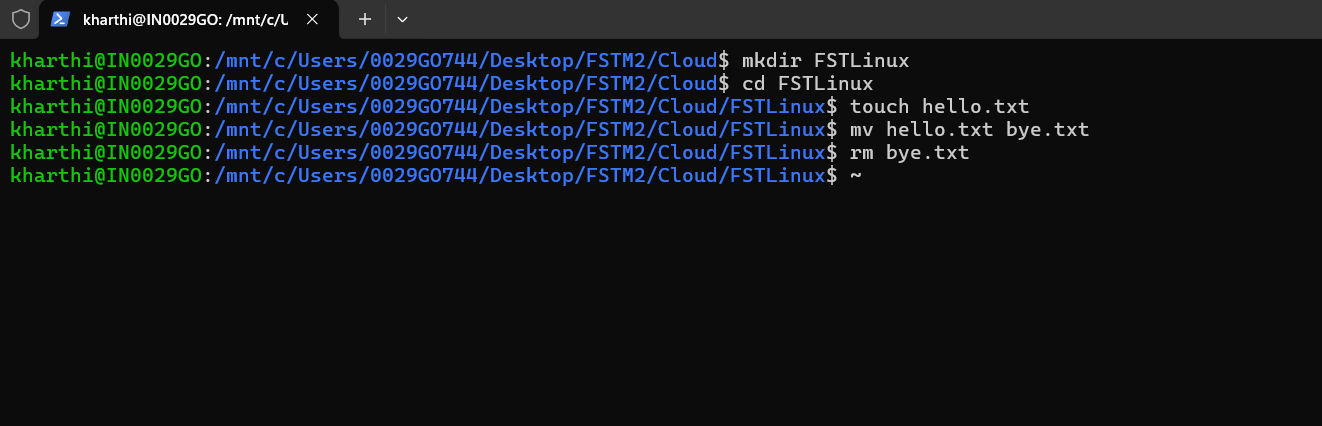 kharthi@IN0029GO: /mnt/c/U
kharthi@IN0029GO:/mnt/c/Users/0029GO744/Desktop/FSTM2/Cloud$ mkdir FSTLinux
kharthi@IN0029GO:/mnt/c/Users/0029GO744/Desktop/FSTM2/Cloud$ cd FSTLinux
kharthi@IN0029GO:/mnt/c/Users/0029GO744/Desktop/FSTM2/Cloud/FSTLinux$ touch hello.txt
kharthi@IN0029GO:/mnt/c/Users/0029GO744/Desktop/FSTM2/Cloud/FSTLinux$ mv hello.txt bye.txt
kharthi@IN0029GO:/mnt/c/Users/0029GO744/Desktop/FSTM2/Cloud/FSTLinux$ rm bye.txt
kharthi@IN0029GO:/mnt/c/Users/0029GO744/Desktop/FSTM2/Cloud/FSTLinux$ ~